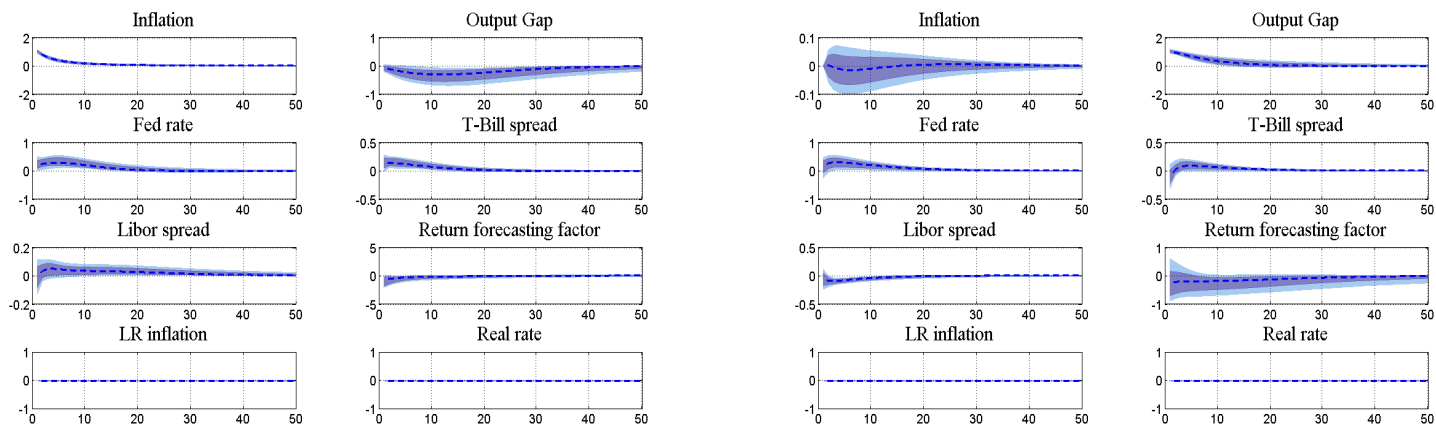 Inflation Output Gap Inflation Output Gap
2 1 0.1 2
0 0 0 0
-2 -1 -0.1 -2
0 10 20 30 40 50 0 10 20 30 40 50 0 10 20 30 40 50 0 10 20 30 40 50
Fed rate T-Bill spread Fed rate T-Bill spread
1 0.5 1 0.5
0 0 0 0
-1 -0.5 -1 -0.5
0 10 20 30 40 50 0 10 20 30 40 50 0 10 20 30 40 50 0 10 20 30 40 50
Libor spread Return forecasting factor Libor spread Return forecasting factor
0.2 5 0.5 1
0 0 0 0
-0.2 -5 -0.5 -1
0 10 20 30 40 50 0 10 20 30 40 50 0 10 20 30 40 50 0 10 20 30 40 50
LR inflation Real rate LR inflation Real rate
1 1 1 1
0 0 0 0
-1 -1 -1 -1
0 10 20 30 40 50 0 10 20 30 40 50 0 10 20 30 40 50 0 10 20 30 40 50